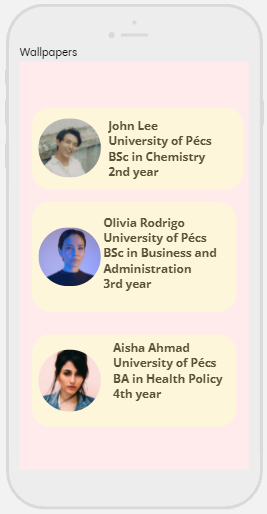 Wallpapers
John Lee
University of Pécs
BSc in Chemistry
2nd year
Olivia Rodrigo
University of Pécs
BSc in Business and
Administration
3rd year
Aisha Ahmad
University of Pécs
BA in Health Policy
4th year